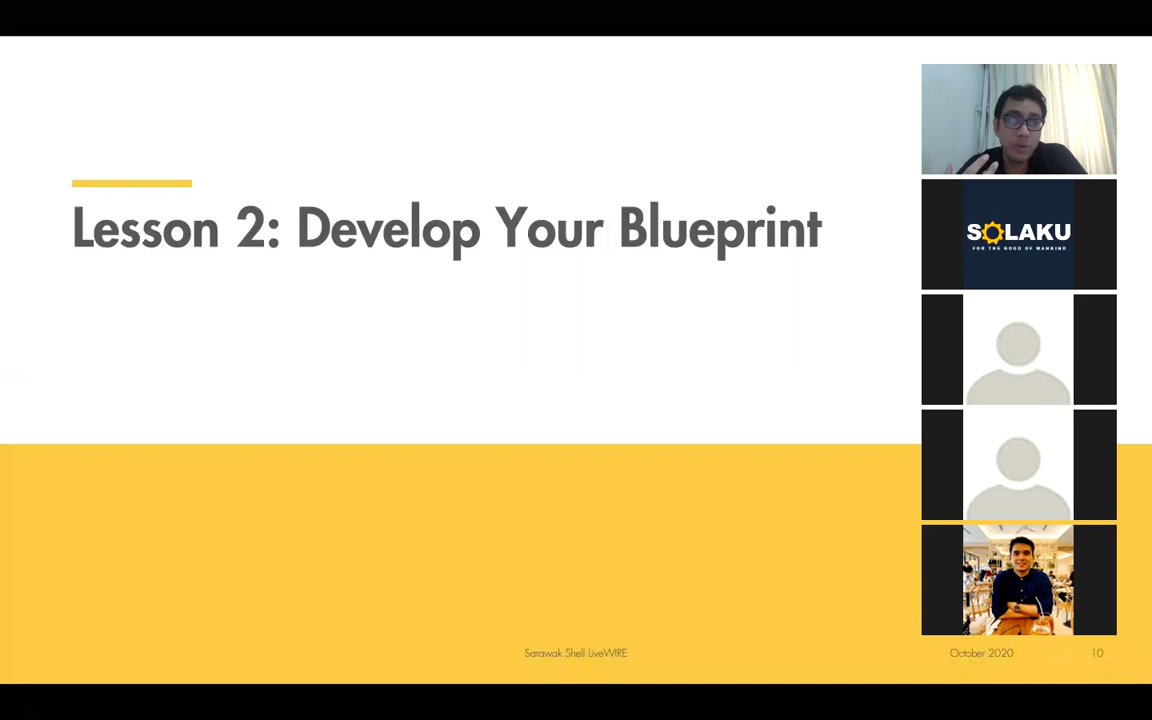 Lesson 2: Develop Your Blueprint
SOLAKU
FOR THE GOOD OF MANKIND
Sarawak Shell LiveWIRE
October 2020
10